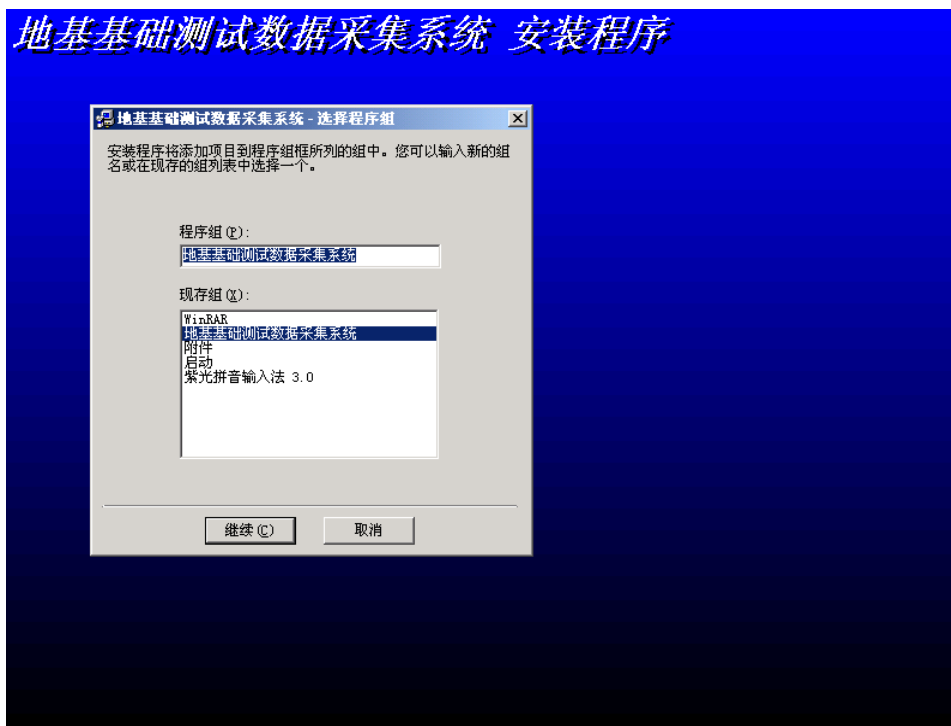 地基基础测试数据采集系统 安装程序
地基基础测试数据采集系统 - 选择程序组
安装程序将添加项目到程序组框所列的组中。您可以输入新的组
名或在现存的组列表中选择一个。
程序组(P):
地基基础测试数据采集系统
现存组(X):
WinRAR
地基基础测试数据采集系统
附件
启动
紫光拼音输入法 3.0
继续(C)
取消